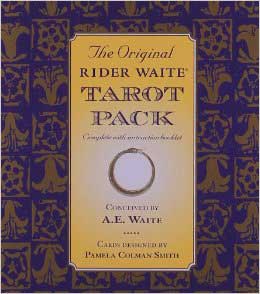 The Original
RIDER WAITE®
TAROT
PACK
Complete with instruction booklet
CONCEIVED BY
A.E. WAITE
CARDS DESIGNED BY
PAMELA COLMAN SMITH